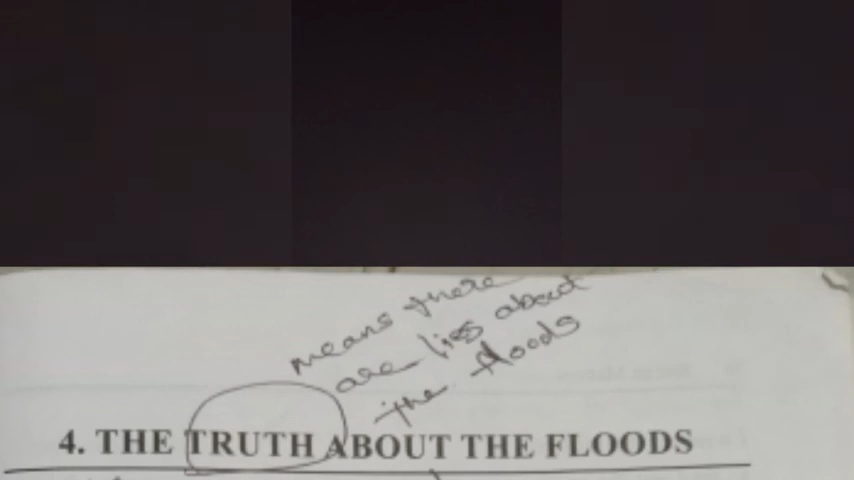 means there
are lies about
the floods
4. THE TRUTH ABOUT THE FLOODS